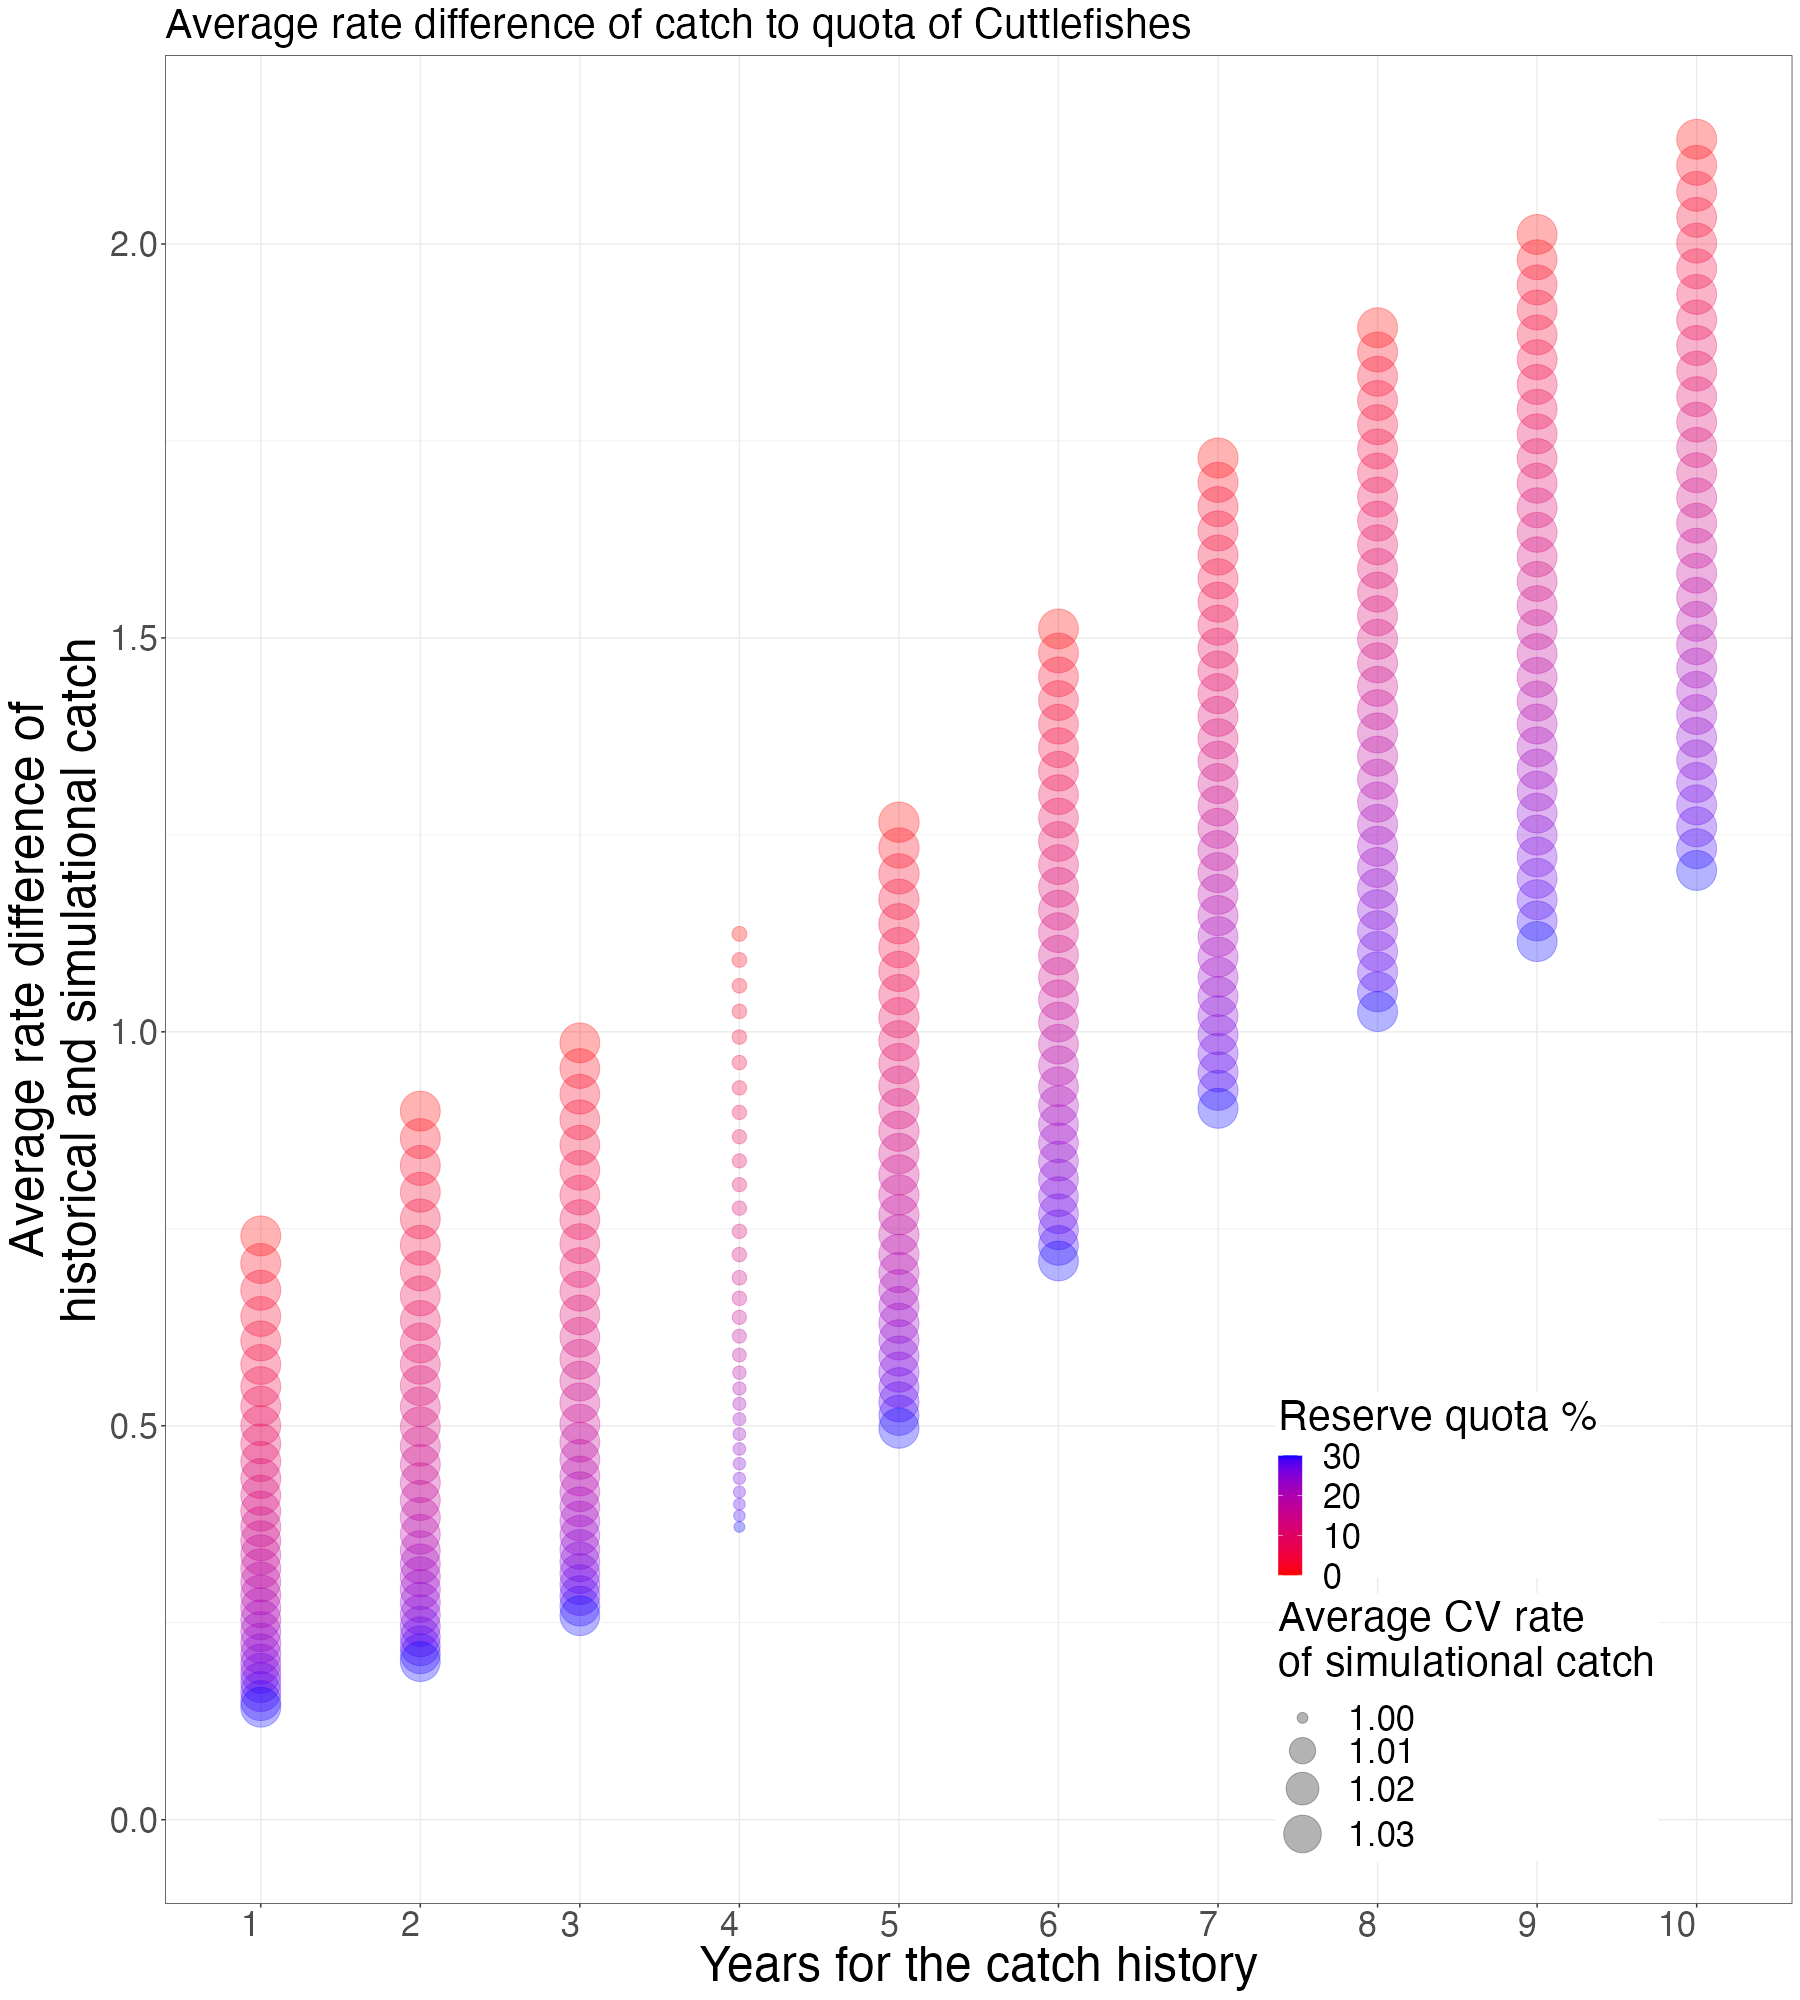 Average rate difference of catch to quota of Cuttlefishes
Average rate difference of
historical and simulational catch
2.0
1.5
1.0
0.5
0.0
Reserve quota %
30
20
10
0
Average CV rate
of simulational catch
1.00
1.01
1.02
1.03
1 2 3 4 5 6 7 8 9 10
Years for the catch history